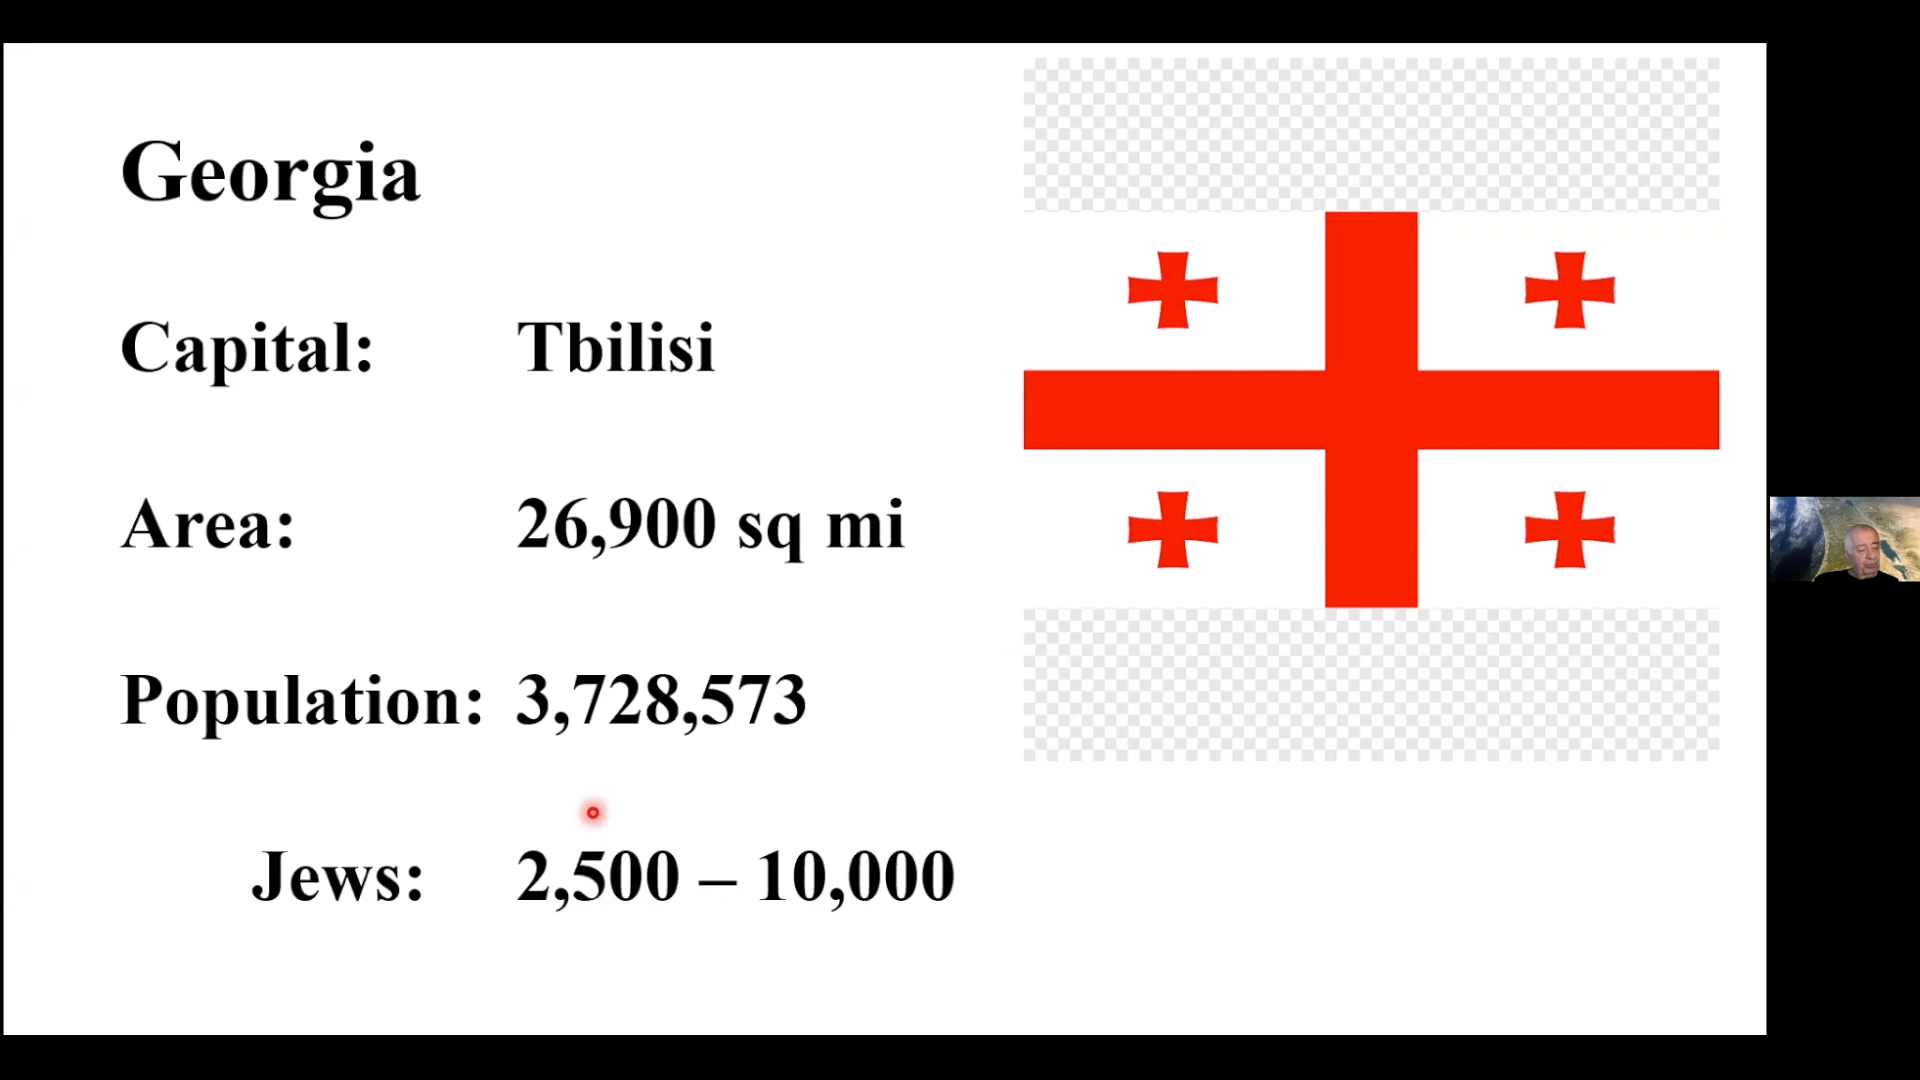 Georgia
Capital: Tbilisi
Area: 26,900 sq mi
Population: 3,728,573
Jews: 2,500 – 10,000